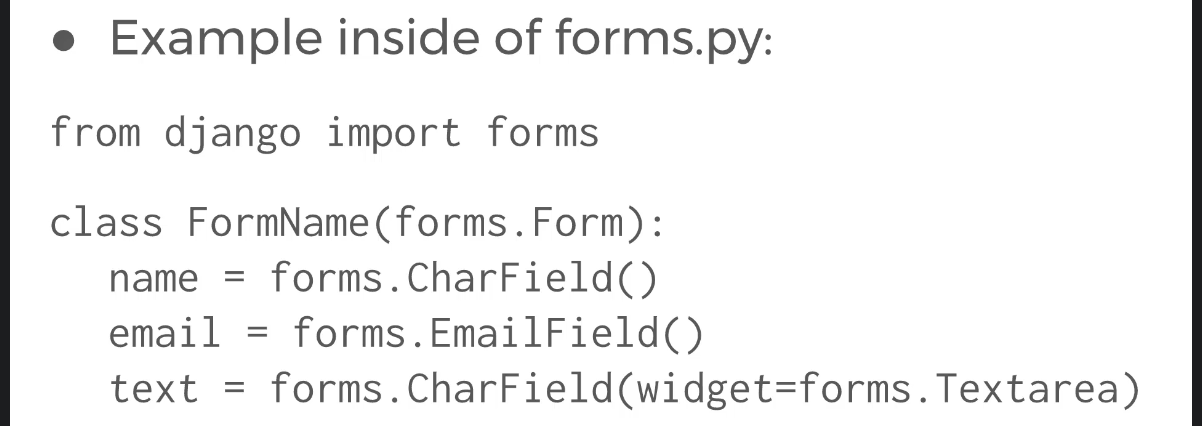 ● Example inside of forms.py:
from django import forms
class FormName(forms.Form):
name = forms.CharField()
email = forms.EmailField()
text = forms.CharField(widget=forms.Textarea)